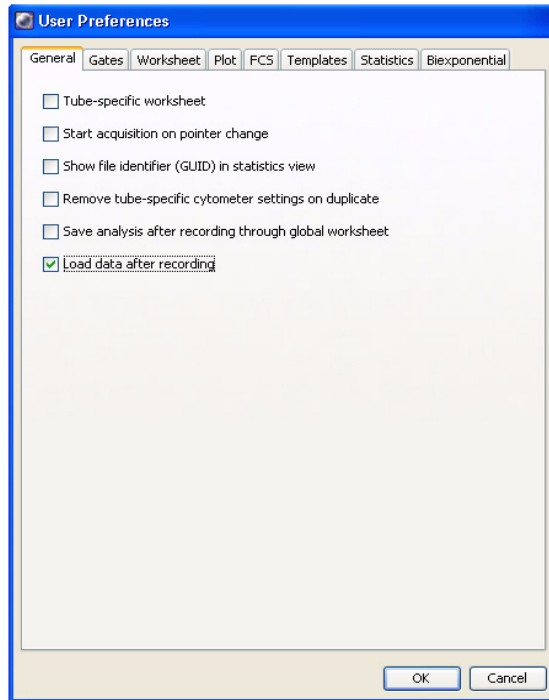 User Preferences
General Gates Worksheet Plot FCS Templates Statistics Biexponential
Tube-specific worksheet
Start acquisition on pointer change
Show file identifier (GUID) in statistics view
Remove tube-specific cytometer settings on duplicate
Save analysis after recording through global worksheet
Load data after recording
OK Cancel